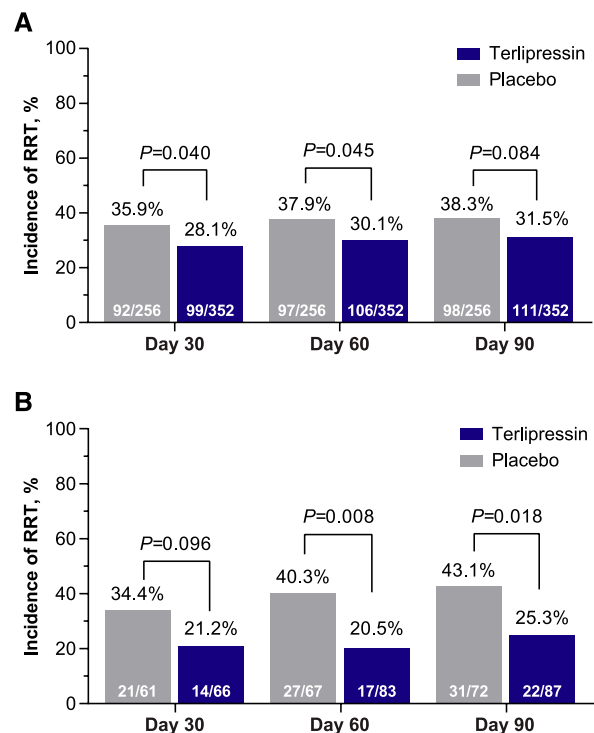 A
100
80
60
40
20
0
Incidence of RRT, %
Terlipressin
Placebo
P=0.040
P=0.045
P=0.084
35.9%
28.1%
37.9%
30.1%
38.3%
31.5%
92/256
99/352
97/256
106/352
98/256
111/352
Day 30
Day 60
Day 90
B
100
80
60
40
20
0
Incidence of RRT, %
Terlipressin
Placebo
P=0.096
P=0.008
P=0.018
34.4%
21.2%
40.3%
20.5%
43.1%
25.3%
21/61
14/66
27/67
17/83
31/72
22/87
Day 30
Day 60
Day 90